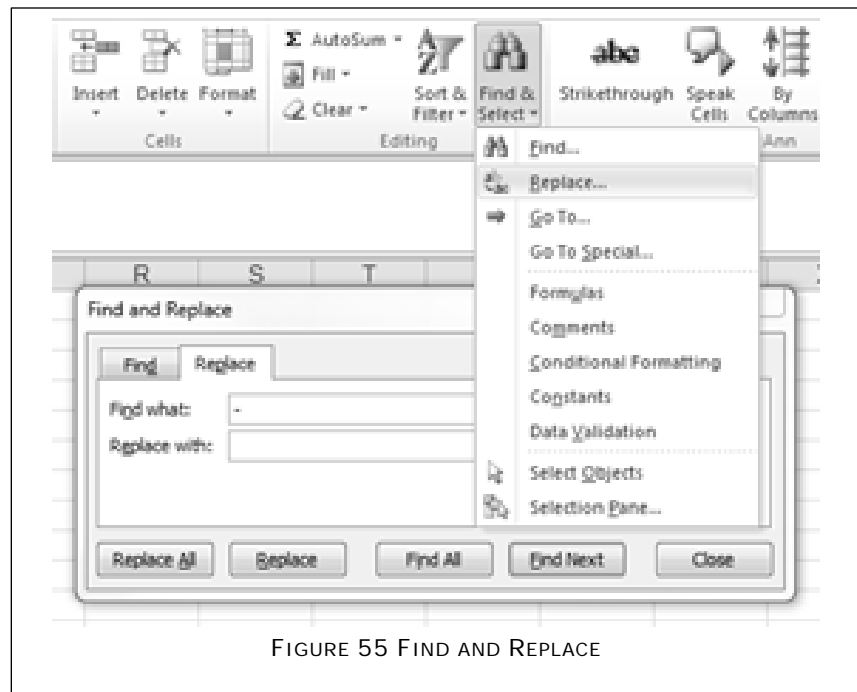 Σ AutoSum
Fill
Clear
Insert Delete Format
Sort & Filter
Find & Select
abc
Strikethrough
Speak Cells
By Columns
Cells
Editing
Ann
Find...
Replace...
Go To...
Go To Special...
Formulas
Comments
Conditional Formatting
Constants
Data Validation
Select Objects
Selection Pane...
R S T
Find and Replace
Find Replace
Find what: -
Replace with:
Replace All Replace Find All Find Next Close
FIGURE 55 FIND AND REPLACE